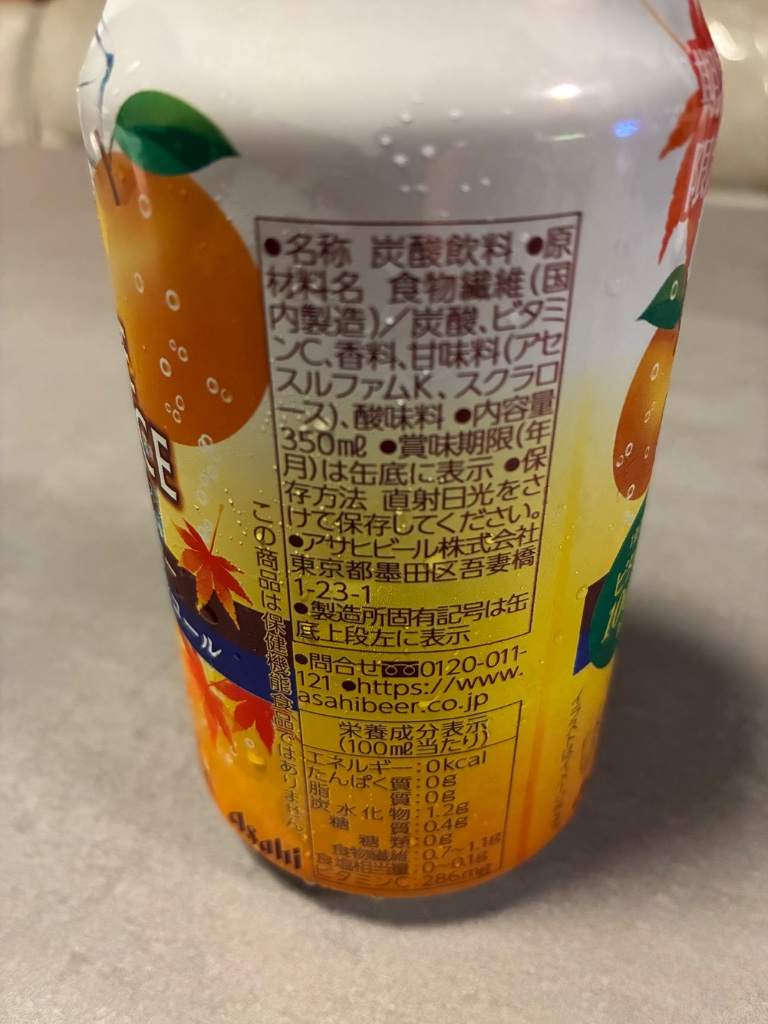 ●名称 炭酸飲料 ●原
材料名 食物繊維(国
内製造)／炭酸、ビタミ
ンC、香料、甘味料(アセ
スルファムK、スクラロ
ース)、酸味料 ●内容量
350㎖ ●賞味期限(年
月)は缶底に表示 ●保
存方法 直射日光をさ
けて保存してください。
●アサヒビール株式会社
東京都墨田区吾妻橋
1-23-1
●製造所固有記号は缶
底上段左に表示
●問合せ 0120-011-
121 ●https://www.
asahibeer.co.jp
栄養成分表示
(100㎖当たり)
エネルギー：0kcal
たんぱく質：0g
脂質：0g
炭水化物：1.2g
糖質：0.4g
糖類：0g
食物繊維：0.7~1.1g
食塩相当量：0~0.1g
ビタミンC：286mg
この商品は保健機能食品ではありません。
Asahi